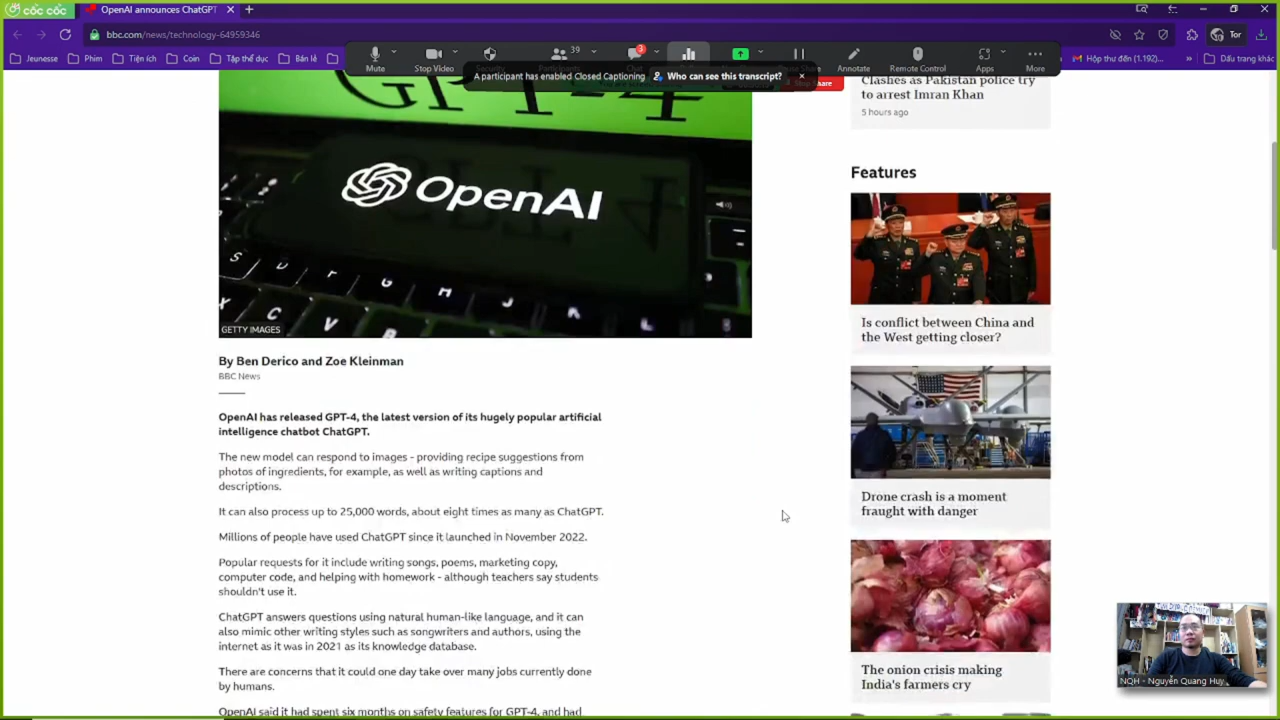 cốc cốc
OpenAI announces ChatGPT
bbc.com/news/technology-64959346
Jeunesse
Phim
Tiện ích
Coin
Tập thể dục
Bán lẻ
39
3
Mute
Stop Video
Security
Participants
Chat
Annotate
Remote Control
Apps
More
Tor
Hộp thư đến (1.192)...
Dấu trang khác
A participant has enabled Closed Captioning
Who can see this transcript?
Stop Share
GPT-4
OpenAI
S D F G H J K L
X C V
GETTY IMAGES
By Ben Derico and Zoe Kleinman
BBC News
OpenAI has released GPT-4, the latest version of its hugely popular artificial
intelligence chatbot ChatGPT.
The new model can respond to images - providing recipe suggestions from
photos of ingredients, for example, as well as writing captions and
descriptions.
It can also process up to 25,000 words, about eight times as many as ChatGPT.
Millions of people have used ChatGPT since it launched in November 2022.
Popular requests for it include writing songs, poems, marketing copy,
computer code, and helping with homework - although teachers say students
shouldn't use it.
ChatGPT answers questions using natural human-like language, and it can
also mimic other writing styles such as songwriters and authors, using the
internet as it was in 2021 as its knowledge database.
There are concerns that it could one day take over many jobs currently done
by humans.
OpenAI said it had spent six months on safety features for GPT-4, and had
Clashes as Pakistan police try
to arrest Imran Khan
5 hours ago
Features
Is conflict between China and
the West getting closer?
Drone crash is a moment
fraught with danger
The onion crisis making
India's farmers cry
NQH - Nguyễn Quang Huy